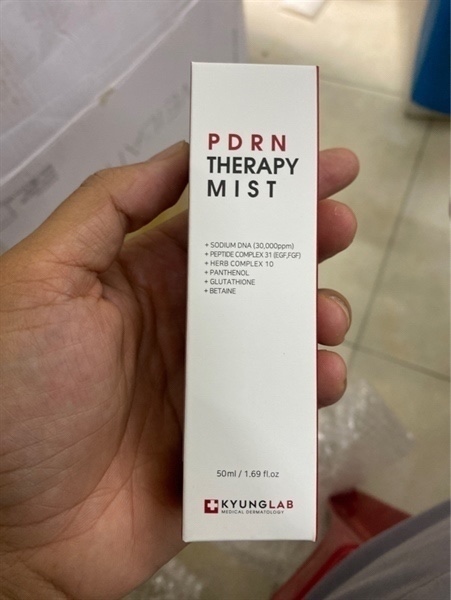 PDRN
THERAPY
MIST
+ SODIUM DNA (30,000ppm)
+ PEPTIDE COMPLEX 31 (EGF,FGF)
+ HERB COMPLEX 10
+ PANTHENOL
+ GLUTATHIONE
+ BETAINE
50ml / 1.69 fl.oz
KYUNGLAB
MEDICAL DERMATOLOGY